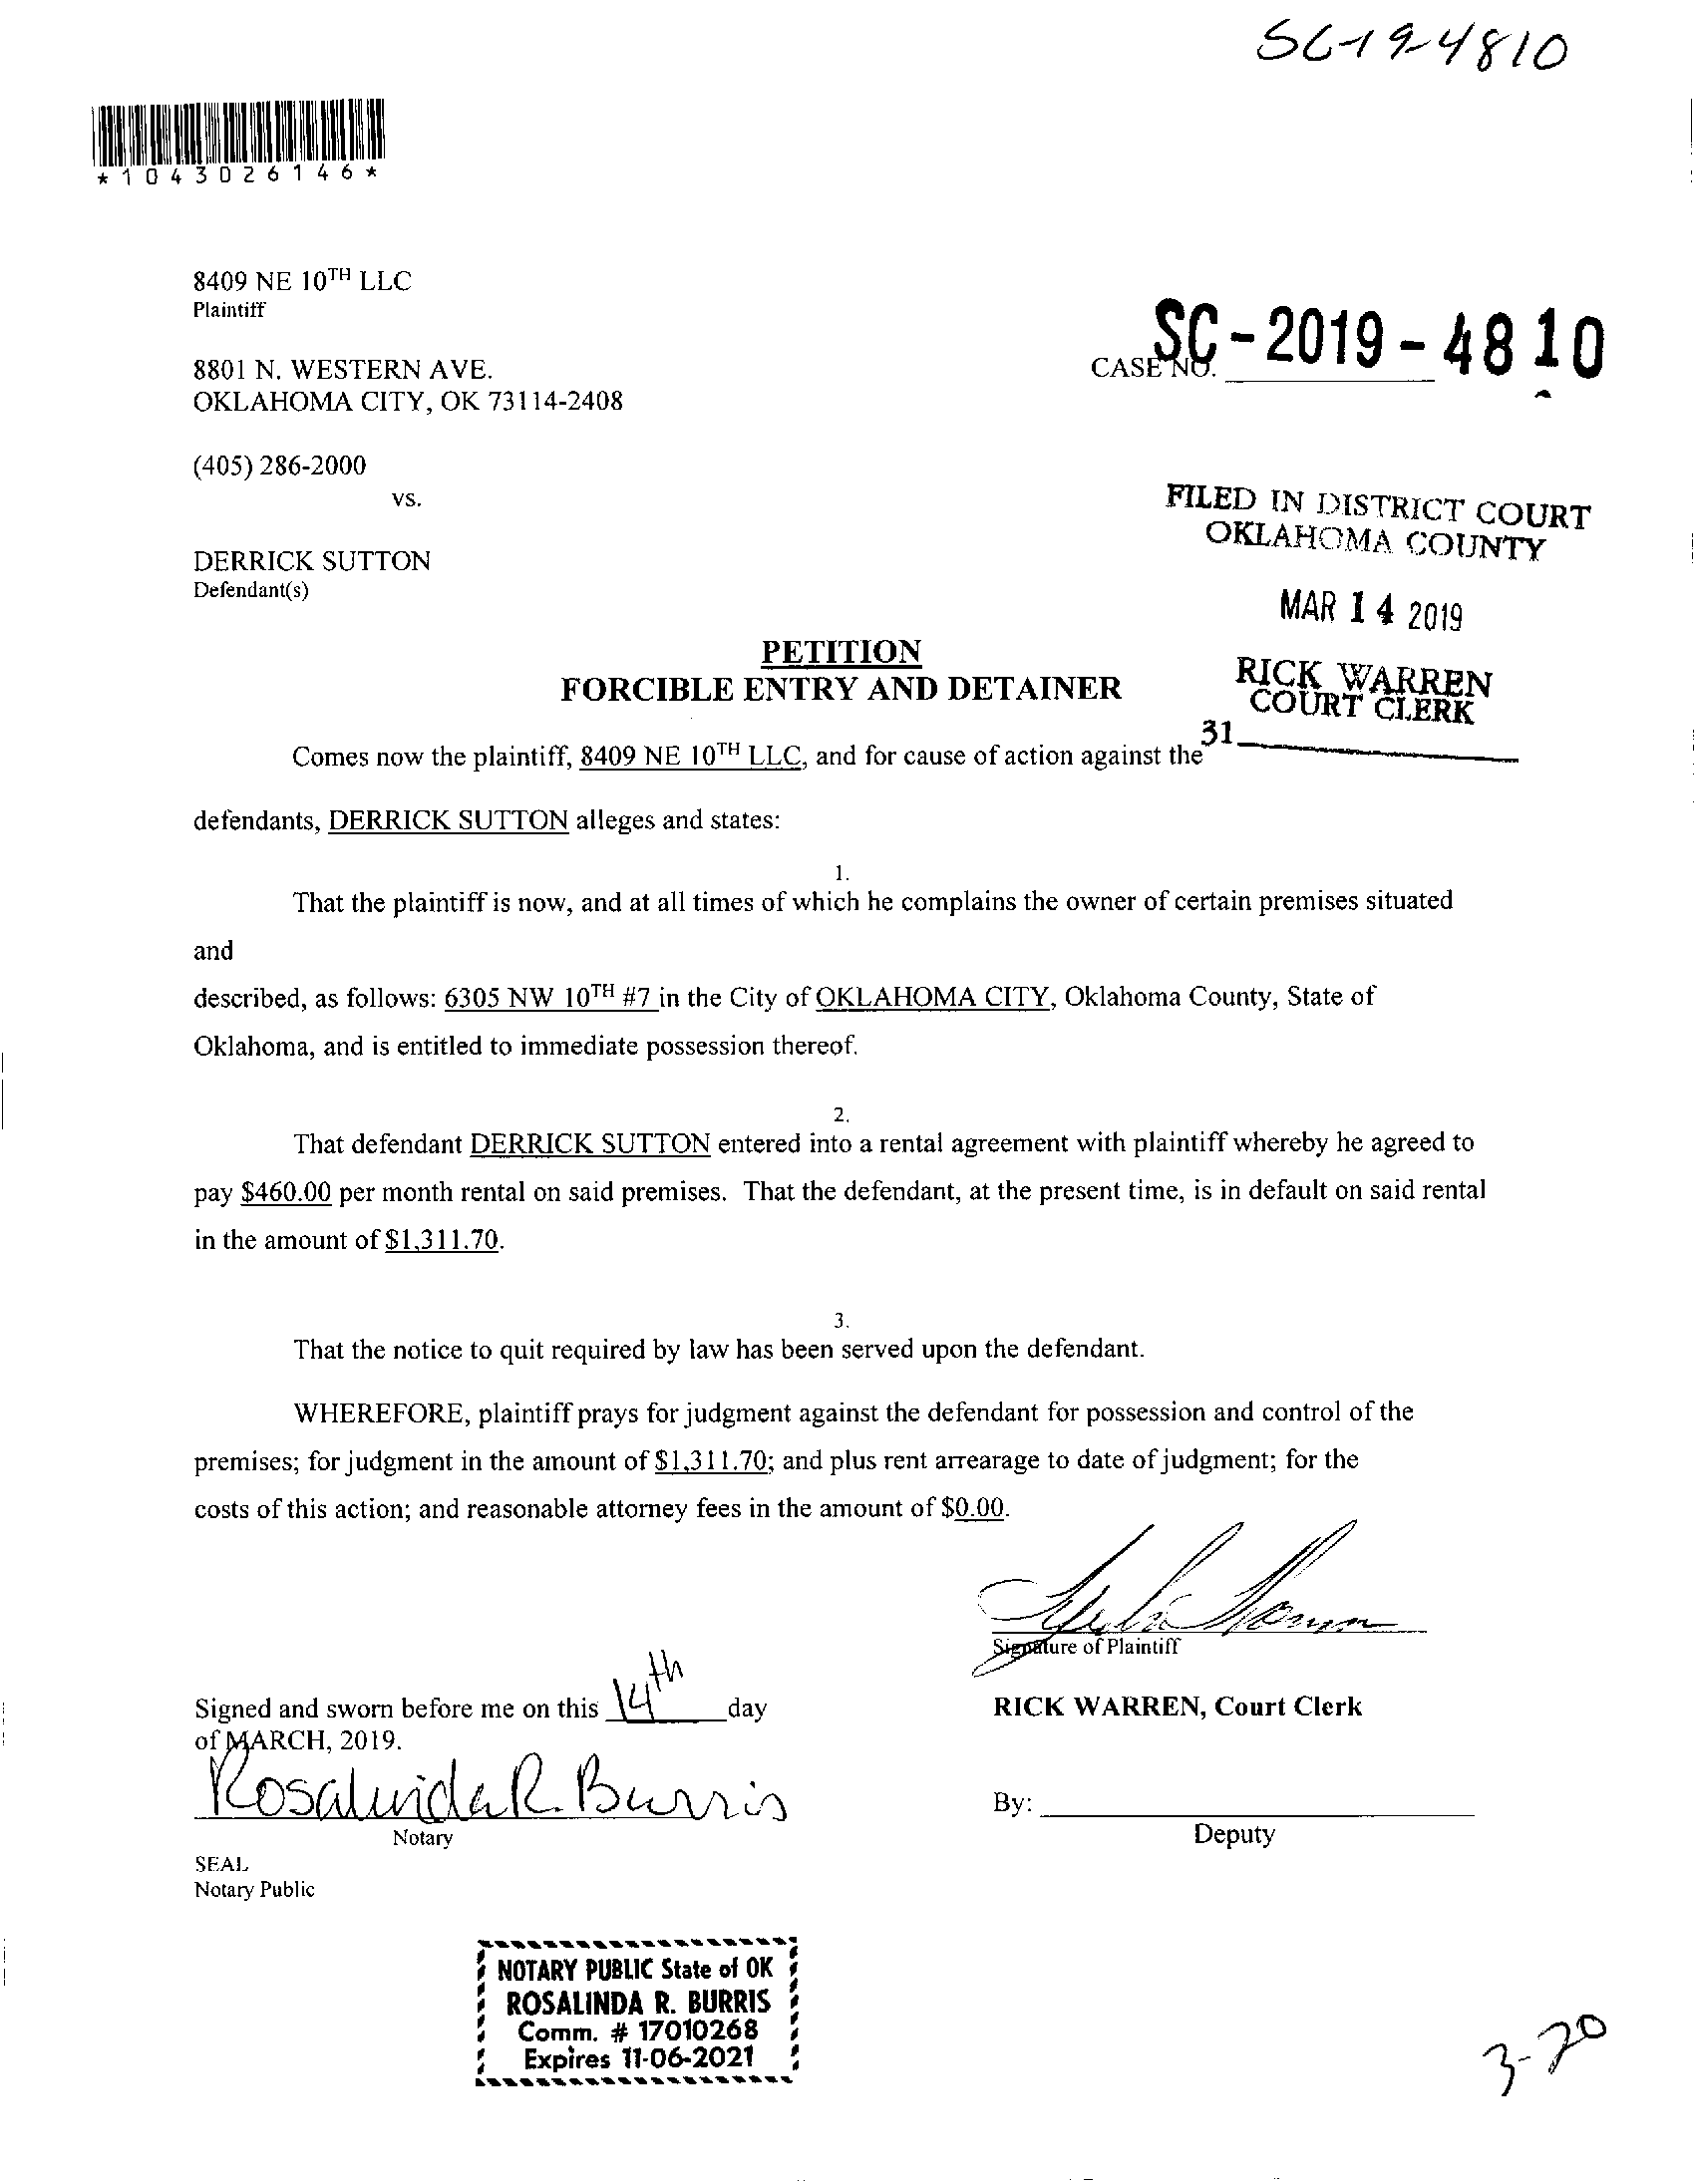 SC-19-4810
*1043026146*
8409 NE 10TH LLC
Plaintiff
8801 N. WESTERN AVE.
OKLAHOMA CITY, OK 73114-2408
CASE NO. SC-2019-4810
(405) 286-2000
vs.
FILED IN DISTRICT COURT
OKLAHOMA COUNTY
DERRICK SUTTON
Defendant(s)
MAR 14 2019
PETITION
FORCIBLE ENTRY AND DETAINER
RICK WARREN
COURT CLERK
31
Comes now the plaintiff, 8409 NE 10TH LLC, and for cause of action against the
defendants, DERRICK SUTTON alleges and states:
1.
That the plaintiff is now, and at all times of which he complains the owner of certain premises situated
and
described, as follows: 6305 NW 10TH #7 in the City of OKLAHOMA CITY, Oklahoma County, State of
Oklahoma, and is entitled to immediate possession thereof.
2.
That defendant DERRICK SUTTON entered into a rental agreement with plaintiff whereby he agreed to
pay $460.00 per month rental on said premises. That the defendant, at the present time, is in default on said rental
in the amount of $1,311.70.
3.
That the notice to quit required by law has been served upon the defendant.
WHEREFORE, plaintiff prays for judgment against the defendant for possession and control of the
premises; for judgment in the amount of $1,311.70; and plus rent arrearage to date of judgment; for the
costs of this action; and reasonable attorney fees in the amount of $0.00.
Signature of Plaintiff
Signed and sworn before me on this 14th day
of MARCH, 2019.
RICK WARREN, Court Clerk
Rosalinda R. Burris
Notary
By:
Deputy
SEAL
Notary Public
NOTARY PUBLIC State of OK
ROSALINDA R. BURRIS
Comm. # 17010268
Expires 11-06-2021
3-20